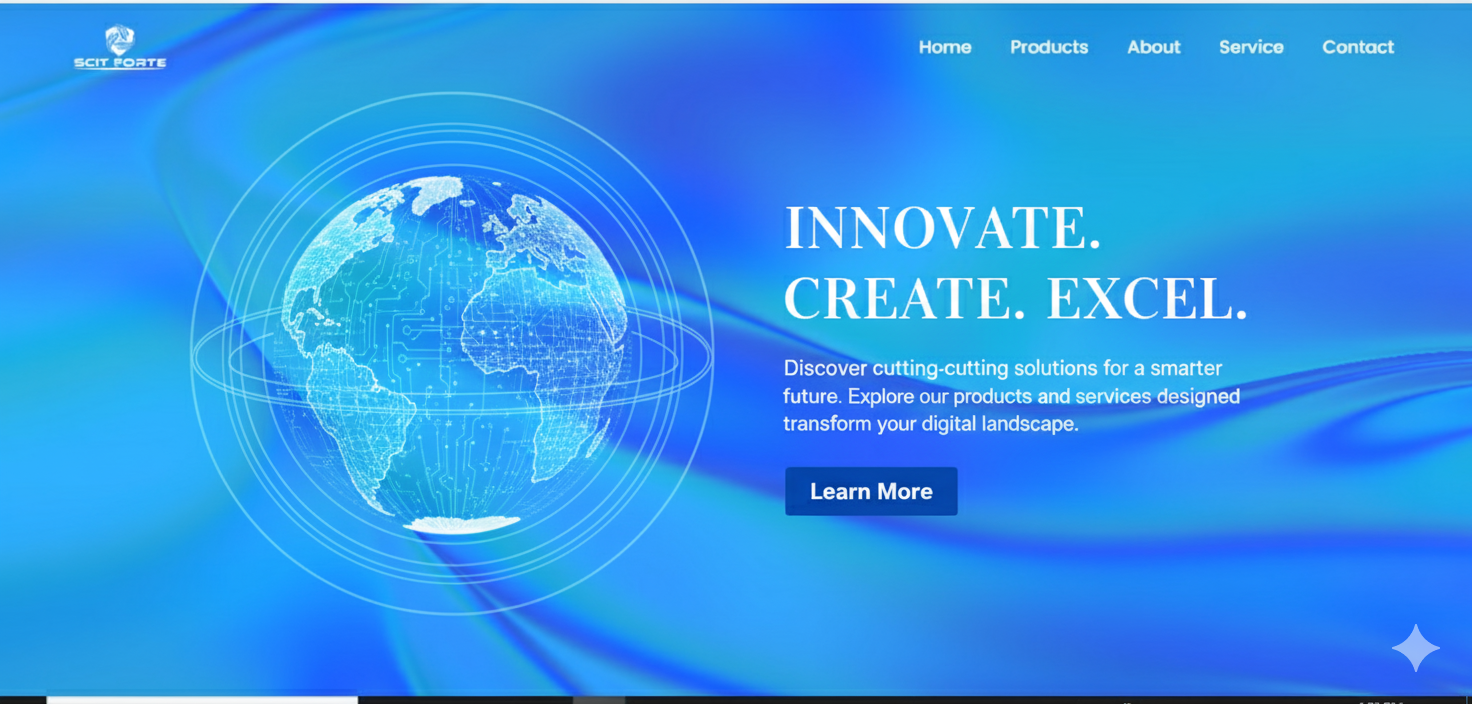 SCIT PORTE
Home Products About Service Contact
INNOVATE.
CREATE. EXCEL.
Discover cutting-cutting solutions for a smarter
future. Explore our products and services designed
transform your digital landscape.
Learn More